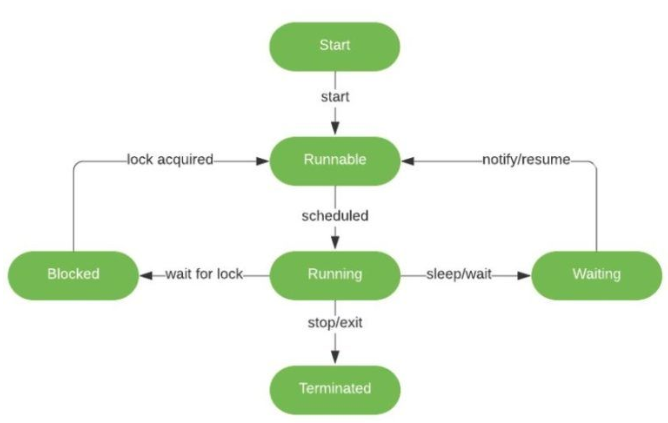 Start
start
lock acquired
Runnable
notify/resume
scheduled
Blocked
wait for lock
Running
sleep/wait
Waiting
stop/exit
Terminated